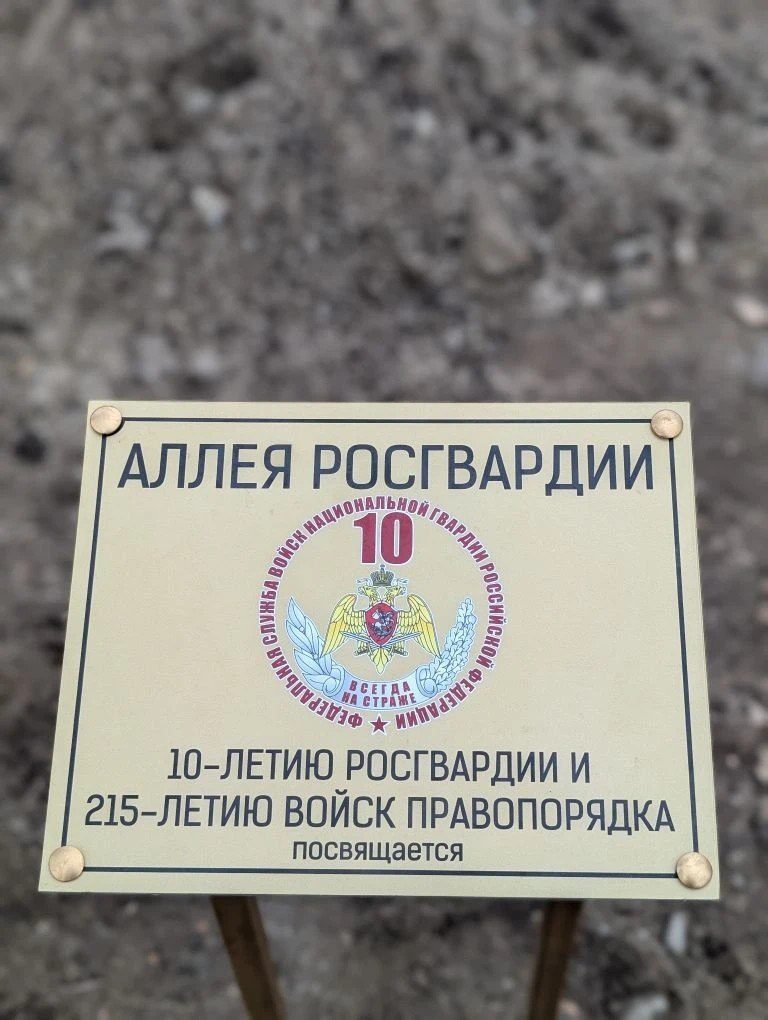 АЛЛЕЯ РОСГВАРДИИ
ФЕДЕРАЛЬНАЯ СЛУЖБА ВОЙСК НАЦИОНАЛЬНОЙ ГВАРДИИ РОССИЙСКОЙ ФЕДЕРАЦИИ
10
ВСЕГДА
НА СТРАЖЕ
10-ЛЕТИЮ РОСГВАРДИИ И
215-ЛЕТИЮ ВОЙСК ПРАВОПОРЯДКА
посвящается